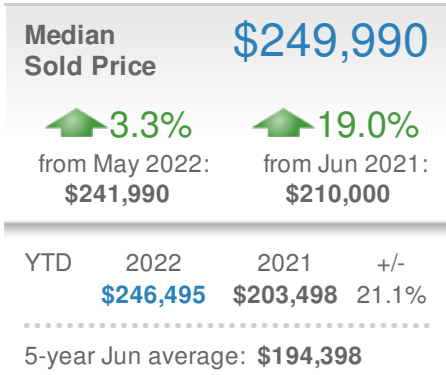 Median $249,990
Sold Price
3.3% 19.0%
from May 2022: from Jun 2021:
$241,990 $210,000
YTD 2022 2021 +/-
$246,495 $203,498 21.1%
5-year Jun average: $194,398